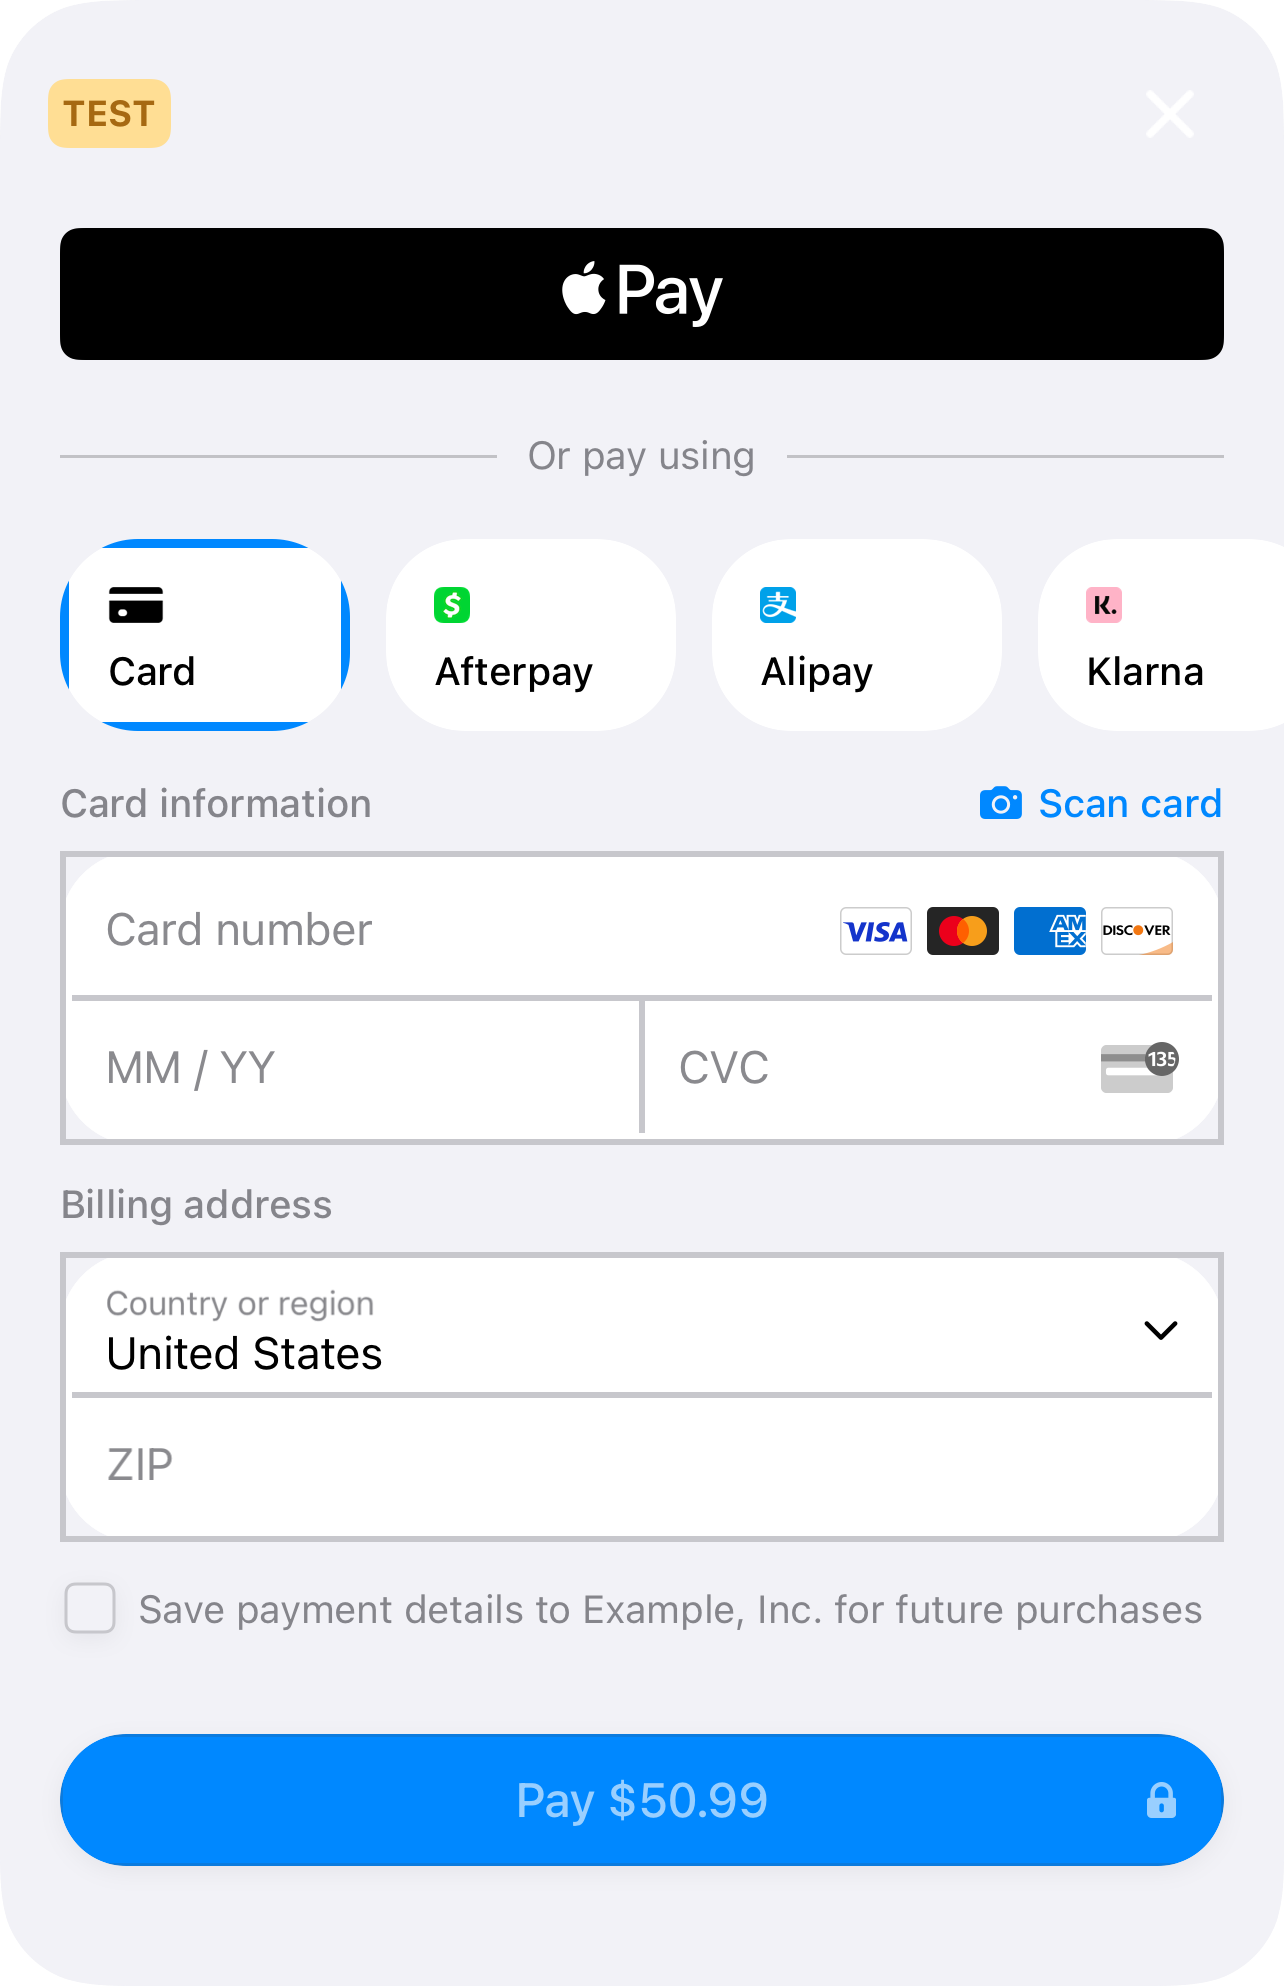 TEST
Pay
Or pay using
Card
Afterpay
Alipay
Klarna
Card information
Scan card
Card number
VISA
AM
EX
DISCOVER
MM / YY
CVC
135
Billing address
Country or region
United States
ZIP
Save payment details to Example, Inc. for future purchases
Pay $50.99